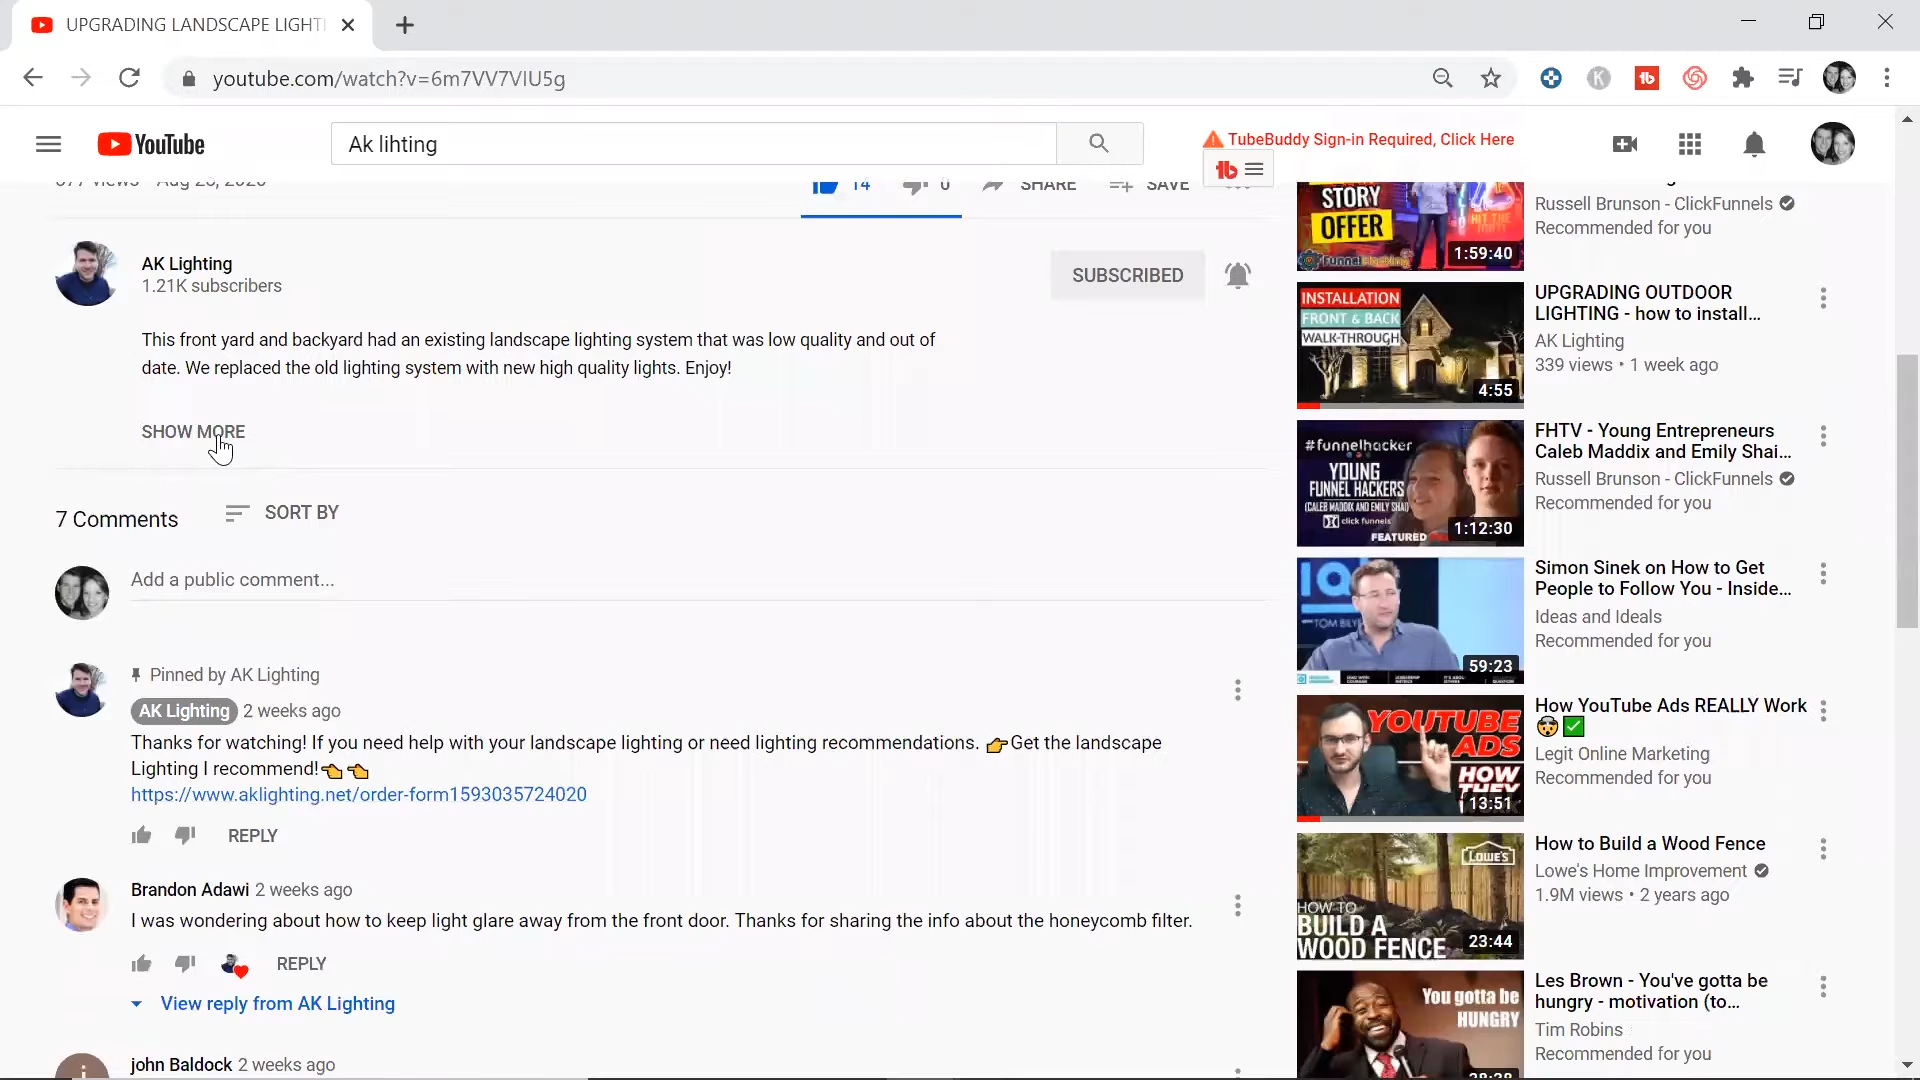 UPGRADING LANDSCAPE LIGHTI
youtube.com/watch?v=6m7VV7VIU5g
YouTube
Ak lihting
TubeBuddy Sign-in Required, Click Here
14
0
SHARE
SAVE
AK Lighting
1.21K subscribers
SUBSCRIBED
This front yard and backyard had an existing landscape lighting system that was low quality and out of
date. We replaced the old lighting system with new high quality lights. Enjoy!
SHOW MORE
7 Comments
SORT BY
Add a public comment...
Pinned by AK Lighting
AK Lighting 2 weeks ago
Thanks for watching! If you need help with your landscape lighting or need lighting recommendations. 👉Get the landscape
Lighting I recommend!👈 👈
https://www.aklighting.net/order-form1593035724020
REPLY
Brandon Adawi 2 weeks ago
I was wondering about how to keep light glare away from the front door. Thanks for sharing the info about the honeycomb filter.
REPLY
View reply from AK Lighting
john Baldock 2 weeks ago
STORY
OFFER
1:59:40
Russell Brunson - ClickFunnels
Recommended for you
INSTALLATION
FRONT & BACK
WALK-THROUGH
4:55
UPGRADING OUTDOOR
LIGHTING - how to install...
AK Lighting
339 views • 1 week ago
#funnelhacker
YOUNG
FUNNEL HACKERS
(CALEB MADDIX AND EMILY SHAI)
click funnels
FEATURED
1:12:30
FHTV - Young Entrepreneurs
Caleb Maddix and Emily Shai...
Russell Brunson - ClickFunnels
Recommended for you
59:23
Simon Sinek on How to Get
People to Follow You - Inside...
Ideas and Ideals
Recommended for you
YOUTUBE
ADS
HOW
THEY
13:51
How YouTube Ads REALLY Work
🤯 ✅
Legit Online Marketing
Recommended for you
LOWE'S
HOW TO
BUILD A
WOOD FENCE
23:44
How to Build a Wood Fence
Lowe's Home Improvement
1.9M views • 2 years ago
You gotta be
HUNGRY
Les Brown - You've gotta be
hungry - motivation (to...
Tim Robins
Recommended for you